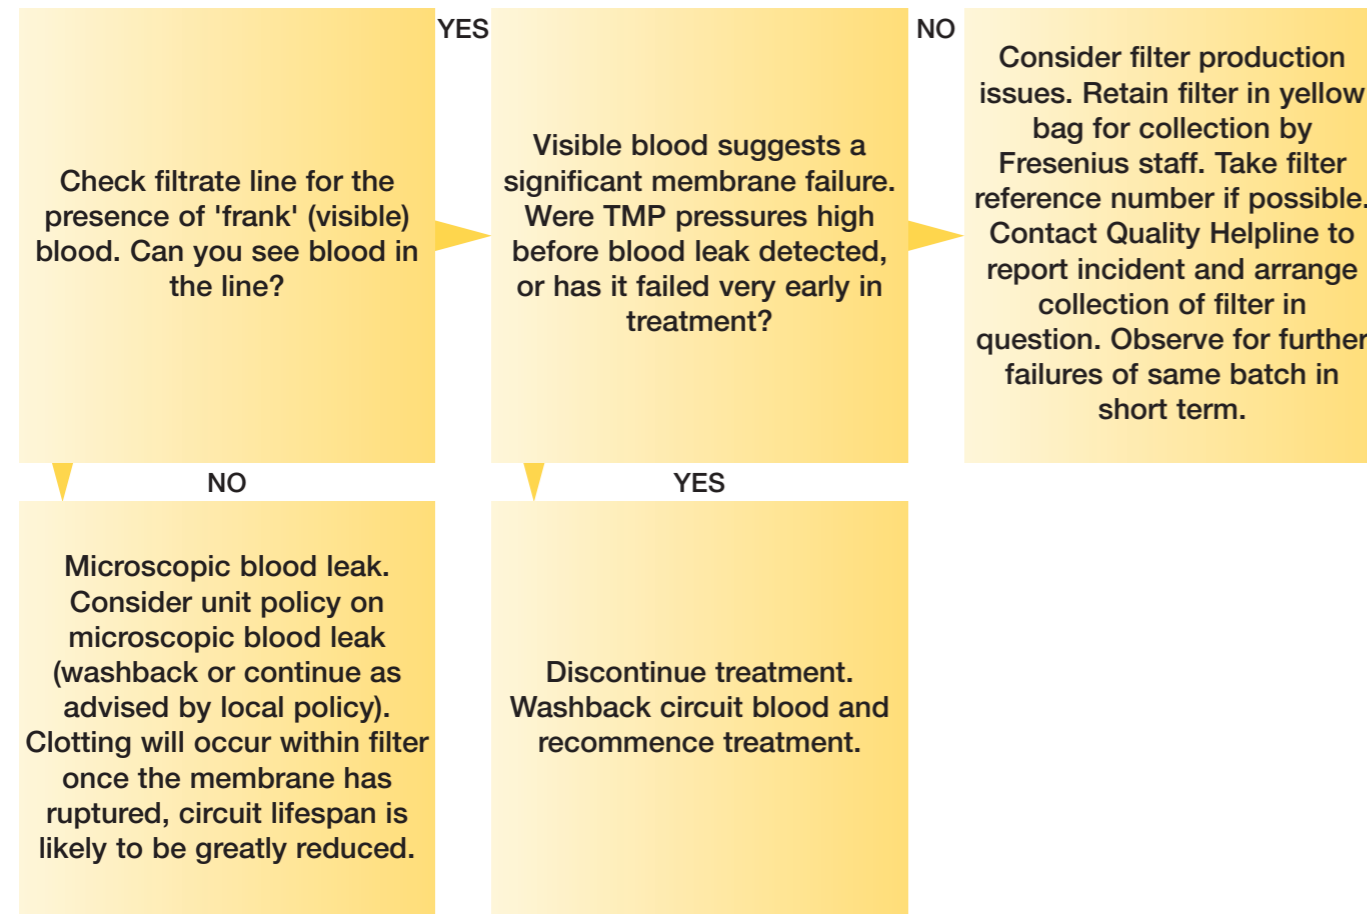 Check filtrate line for the
presence of 'frank' (visible)
blood. Can you see blood in
the line?
YES
Visible blood suggests a
significant membrane failure.
Were TMP pressures high
before blood leak detected,
or has it failed very early in
treatment?
NO
Consider filter production
issues. Retain filter in yellow
bag for collection by
Fresenius staff. Take filter
reference number if possible.
Contact Quality Helpline to
report incident and arrange
collection of filter in
question. Observe for further
failures of same batch in
short term.
NO
Microscopic blood leak.
Consider unit policy on
microscopic blood leak
(washback or continue as
advised by local policy).
Clotting will occur within filter
once the membrane has
ruptured, circuit lifespan is
likely to be greatly reduced.
YES
Discontinue treatment.
Washback circuit blood and
recommence treatment.